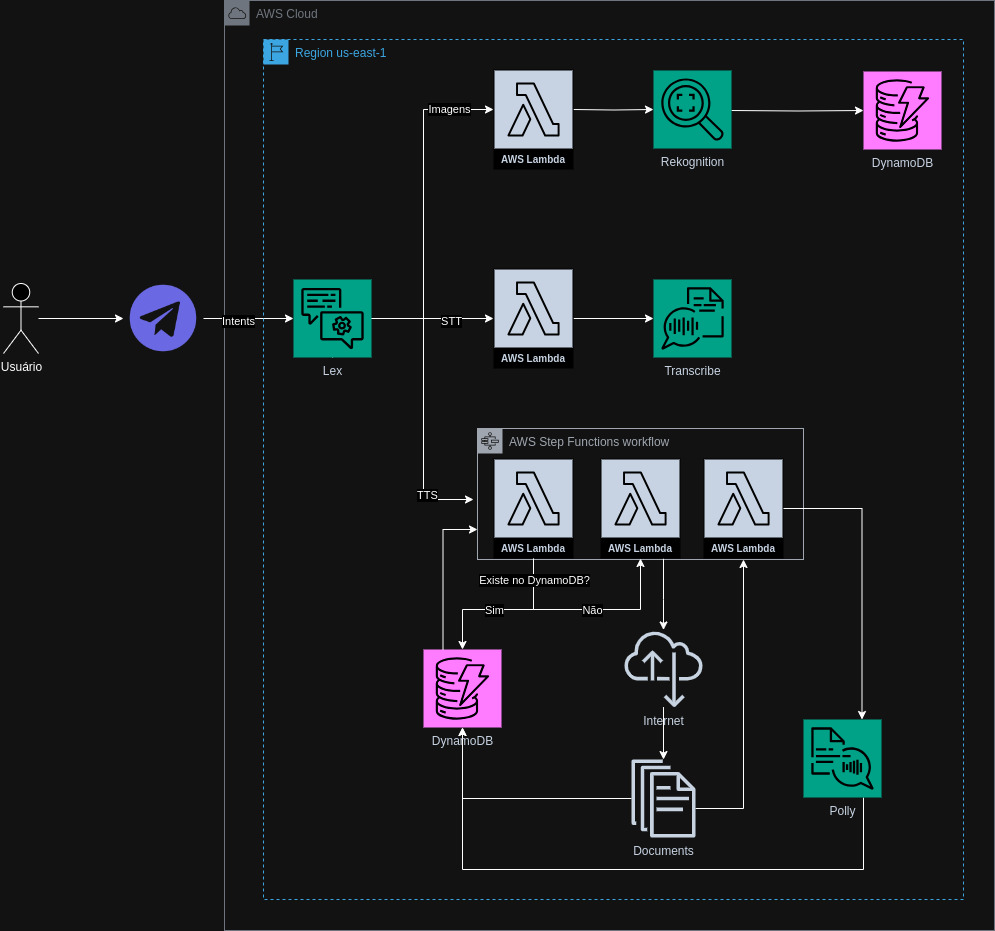 AWS Cloud
Region us-east-1
Imagens
AWS Lambda
Rekognition
DynamoDB
Usuário
Intents
Lex
STT
AWS Lambda
Transcribe
AWS Step Functions workflow
TTS
AWS Lambda
AWS Lambda
AWS Lambda
Existe no DynamoDB?
Sim
Não
DynamoDB
Internet
Documents
Polly